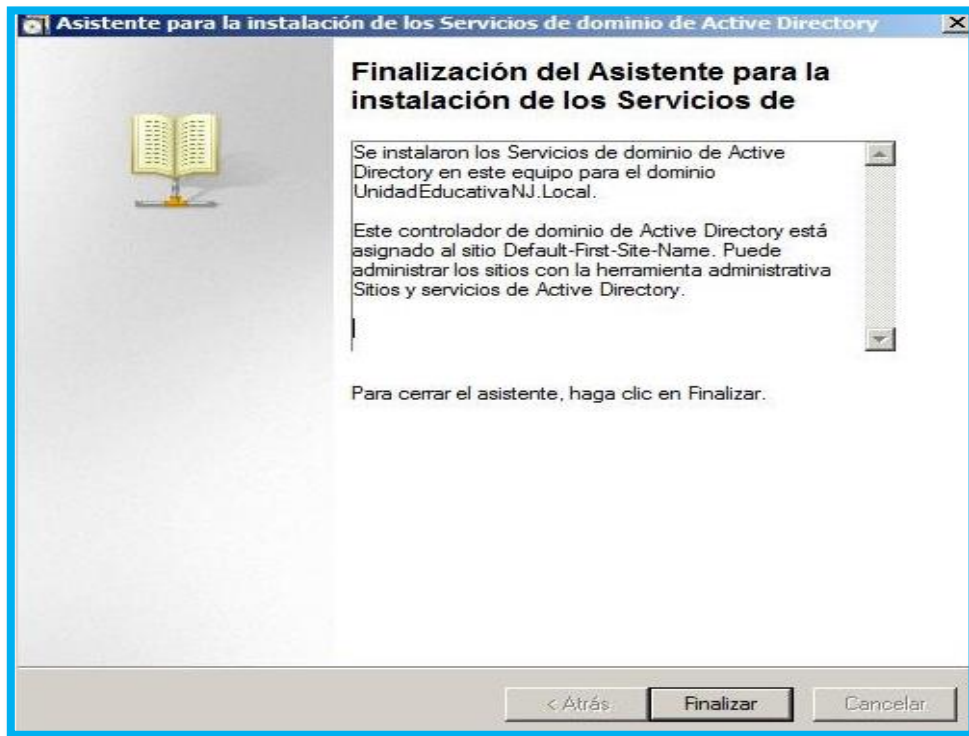 Asistente para la instalación de los Servicios de dominio de Active Directory
Finalización del Asistente para la
instalación de los Servicios de
Se instalaron los Servicios de dominio de Active
Directory en este equipo para el dominio
UnidadEducativaNJ.Local.
Este controlador de dominio de Active Directory está
asignado al sitio Default-First-Site-Name. Puede
administrar los sitios con la herramienta administrativa
Sitios y servicios de Active Directory.
Para cerrar el asistente, haga clic en Finalizar.
< Atrás Finalizar Cancelar